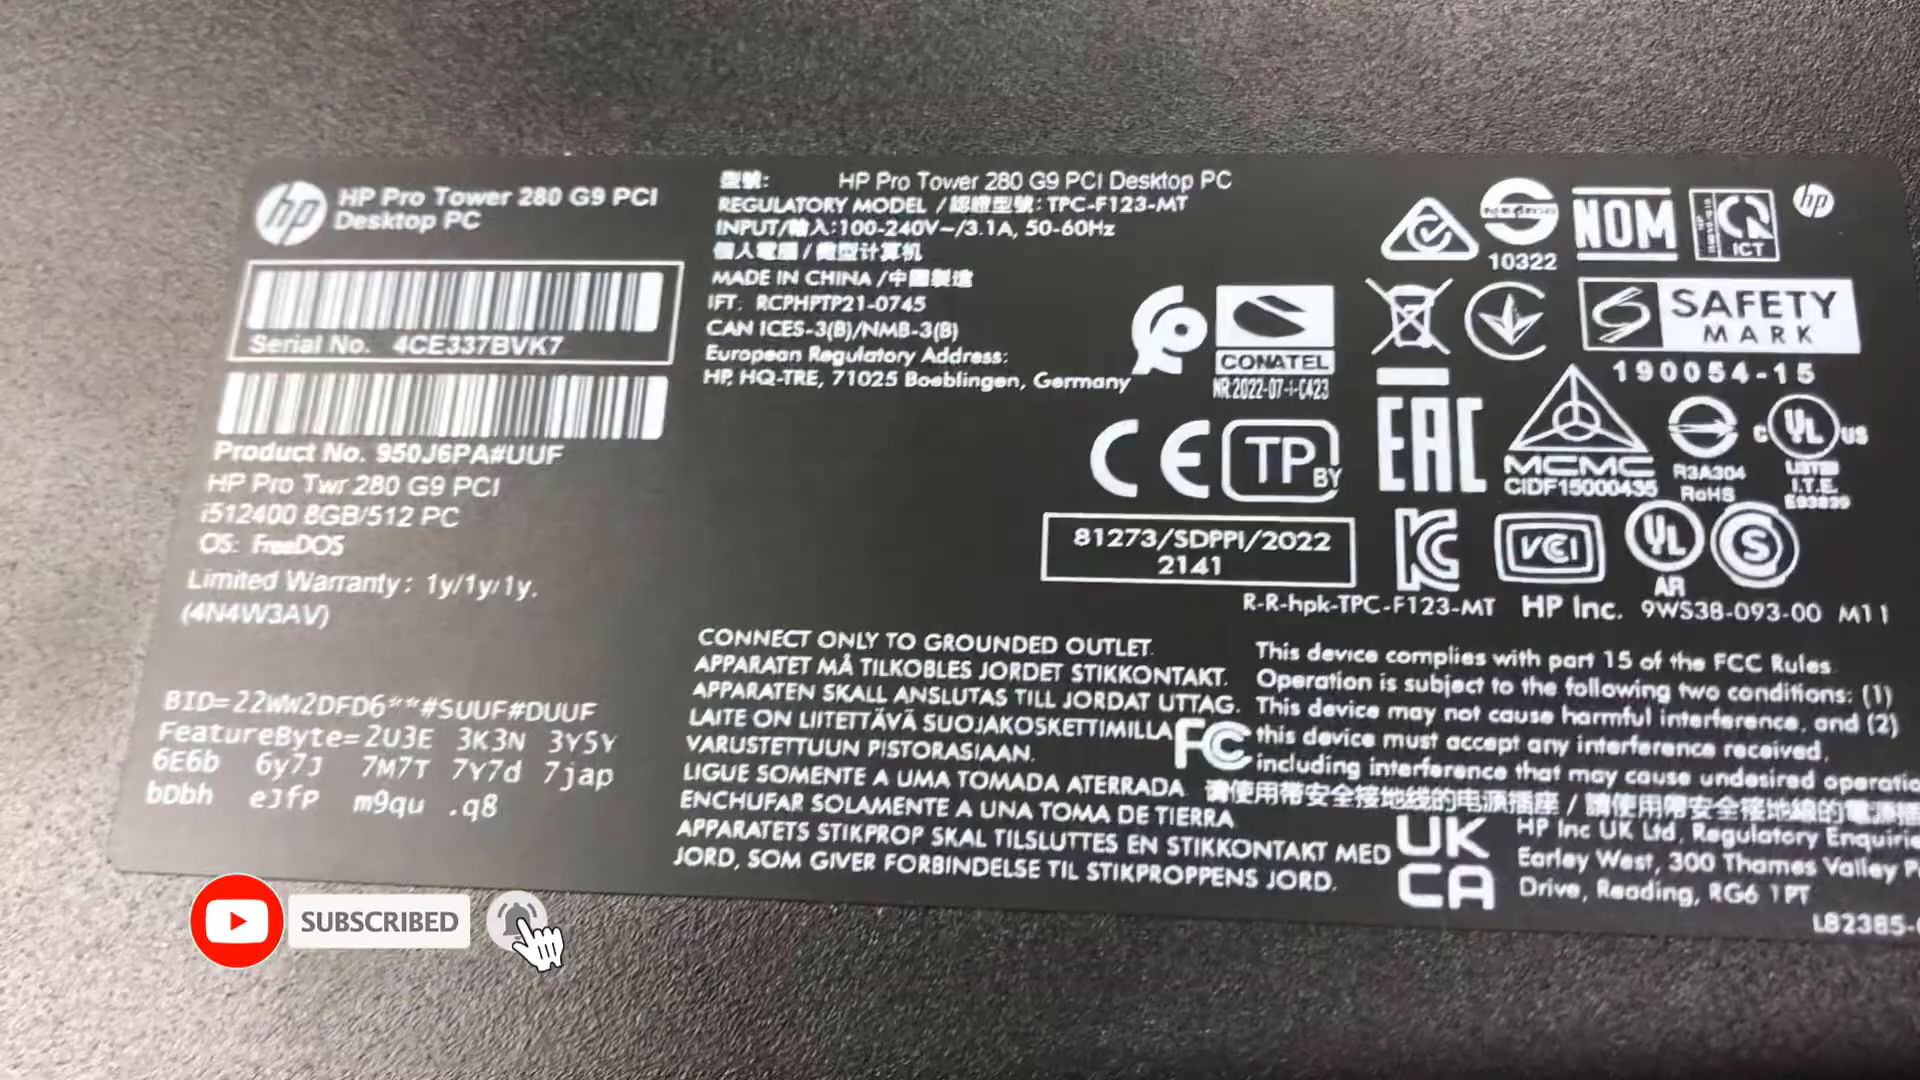 hp HP Pro Tower 280 G9 PCI
Desktop PC
Serial No. 4CE337BVK7
Product No. 950J6PA#UUF
HP Pro Twr 280 G9 PCI
i512400 8GB/512 PC
OS: FreeDOS
Limited Warranty: 1y/1y/1y.
(4N4W3AV)
BID=22WW2DFD6**#SUUF#DUUF
FeatureByte=2U3E 3K3N 3Y5Y
6E6b 6y7J 7M7T 7Y7d 7jap
bDbh eJfP m9qu .q8
型號: HP Pro Tower 280 G9 PCI Desktop PC
REGULATORY MODEL /認證型號: TPC-F123-MT
INPUT/輸入:100-240V~/3.1A, 50-60Hz
個人電腦/微型计算机
MADE IN CHINA /中國製造
IFT: RCPHPTP21-0745
CAN ICES-3(B)/NMB-3(B)
European Regulatory Address:
HP, HQ-TRE, 71025 Boeblingen, Germany
10322
NOM
ICT
hp
CONATEL
NR:2022-07-I-C423
SAFETY
MARK
190054-15
CE
TP BY
EAC
MCMC
CIDF15000435
R3A304
RoHS
c UL US
LISTED
I.T.E.
E93839
81273/SDPPI/2022
2141
KC
VCCI
UL
AR
S
R-R-hpk-TPC-F123-MT HP Inc. 9WS38-093-00 M11
CONNECT ONLY TO GROUNDED OUTLET.
APPARATET MÅ TILKOBLES JORDET STIKKONTAKT.
APPARATEN SKALL ANSLUTAS TILL JORDAT UTTAG.
LAITE ON LIITETTÄVÄ SUOJAKOSKETTIMILLA
VARUSTETTUUN PISTORASIAAN.
LIGUE SOMENTE A UMA TOMADA ATERRADA
ENCHUFAR SOLAMENTE A UNA TOMA DE TIERRA
APPARATETS STIKPROP SKAL TILSLUTTES EN STIKKONTAKT MED
JORD, SOM GIVER FORBINDELSE TIL STIKPROPPENS JORD.
FC
This device complies with part 15 of the FCC Rules.
Operation is subject to the following two conditions: (1)
This device may not cause harmful interference, and (2)
this device must accept any interference received,
including interference that may cause undesired operatio
请使用带安全接地线的电源插座 / 請使用帶安全接地線的電源插
UK
CA
HP Inc UK Ltd, Regulatory Enquirie
Earley West, 300 Thames Valley P
Drive, Reading, RG6 1PT
L82385-
SUBSCRIBED